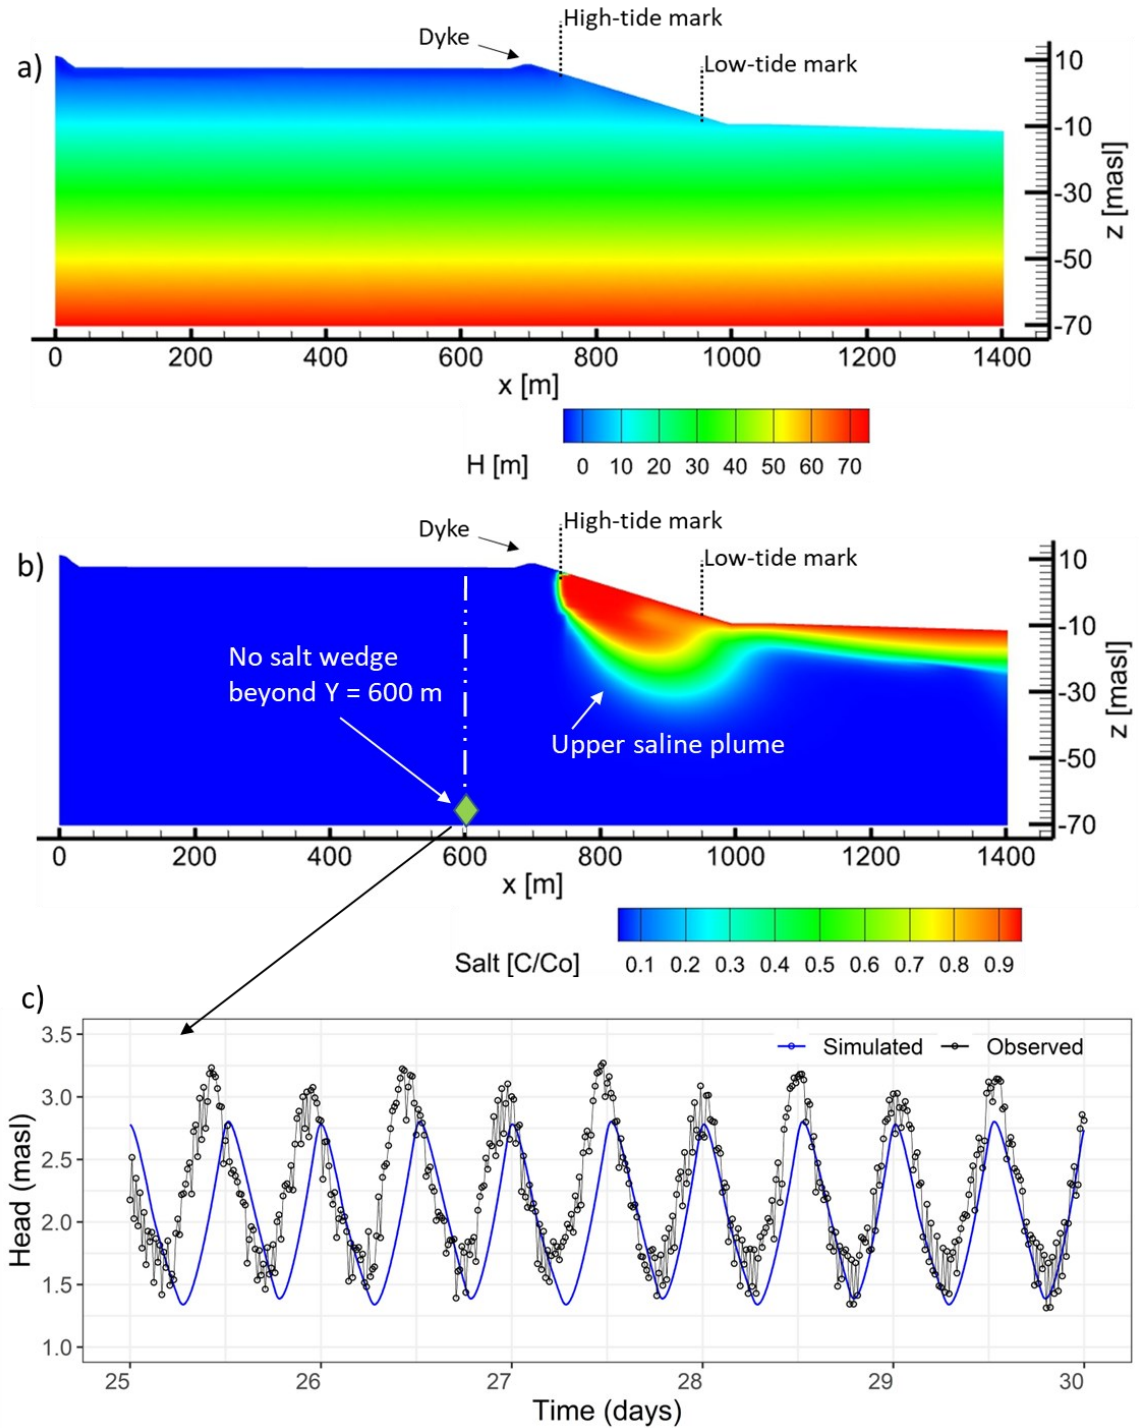 High-tide mark
Dyke
a)
Low-tide mark
10
-10
-30
-50
-70
z [masl]
0 200 400 600 800 1000 1200 1400
x [m]
H [m]
0 10 20 30 40 50 60 70
High-tide mark
Dyke
b)
Low-tide mark
10
-10
-30
-50
-70
z [masl]
No salt wedge
beyond Y = 600 m
Upper saline plume
0 200 400 600 800 1000 1200 1400
x [m]
Salt [C/Co]
0.1 0.2 0.3 0.4 0.5 0.6 0.7 0.8 0.9
c)
Simulated Observed
3.5
3.0
2.5
2.0
1.5
1.0
Head (masl)
25 26 27 28 29 30
Time (days)